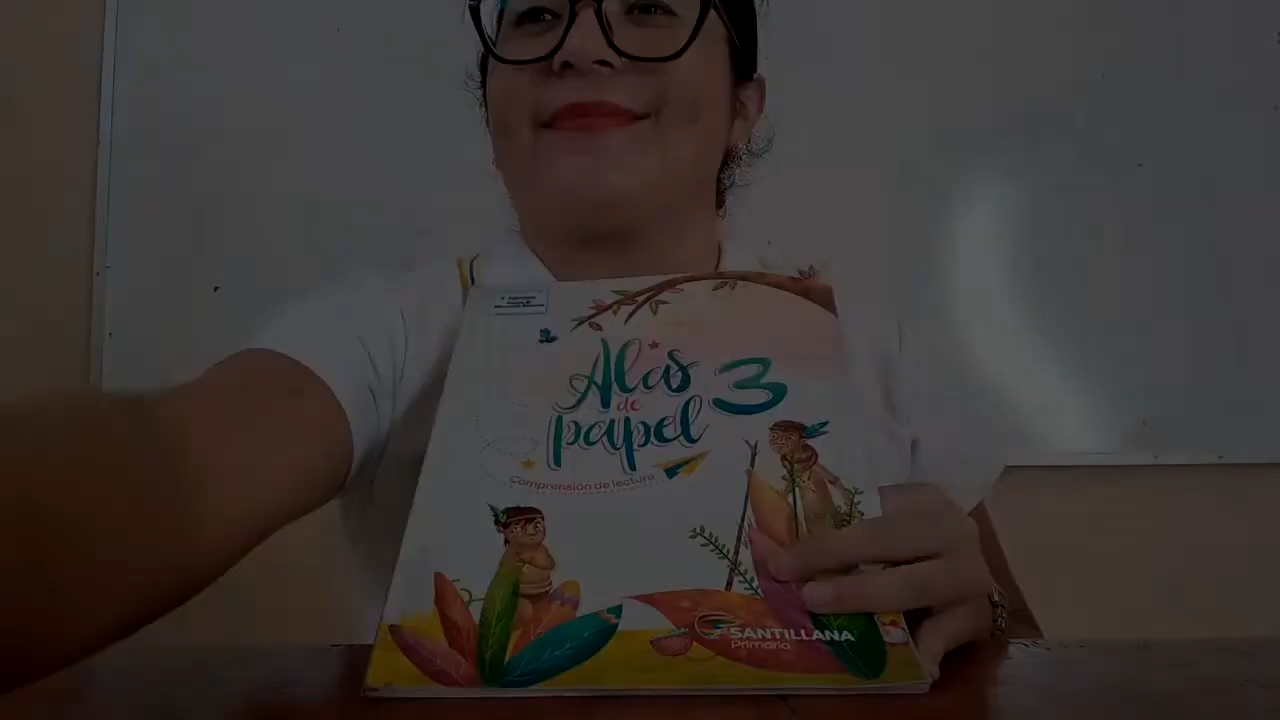 Alas
de
papel 3
Comprensión de lectura
SANTILLANA
Primaria